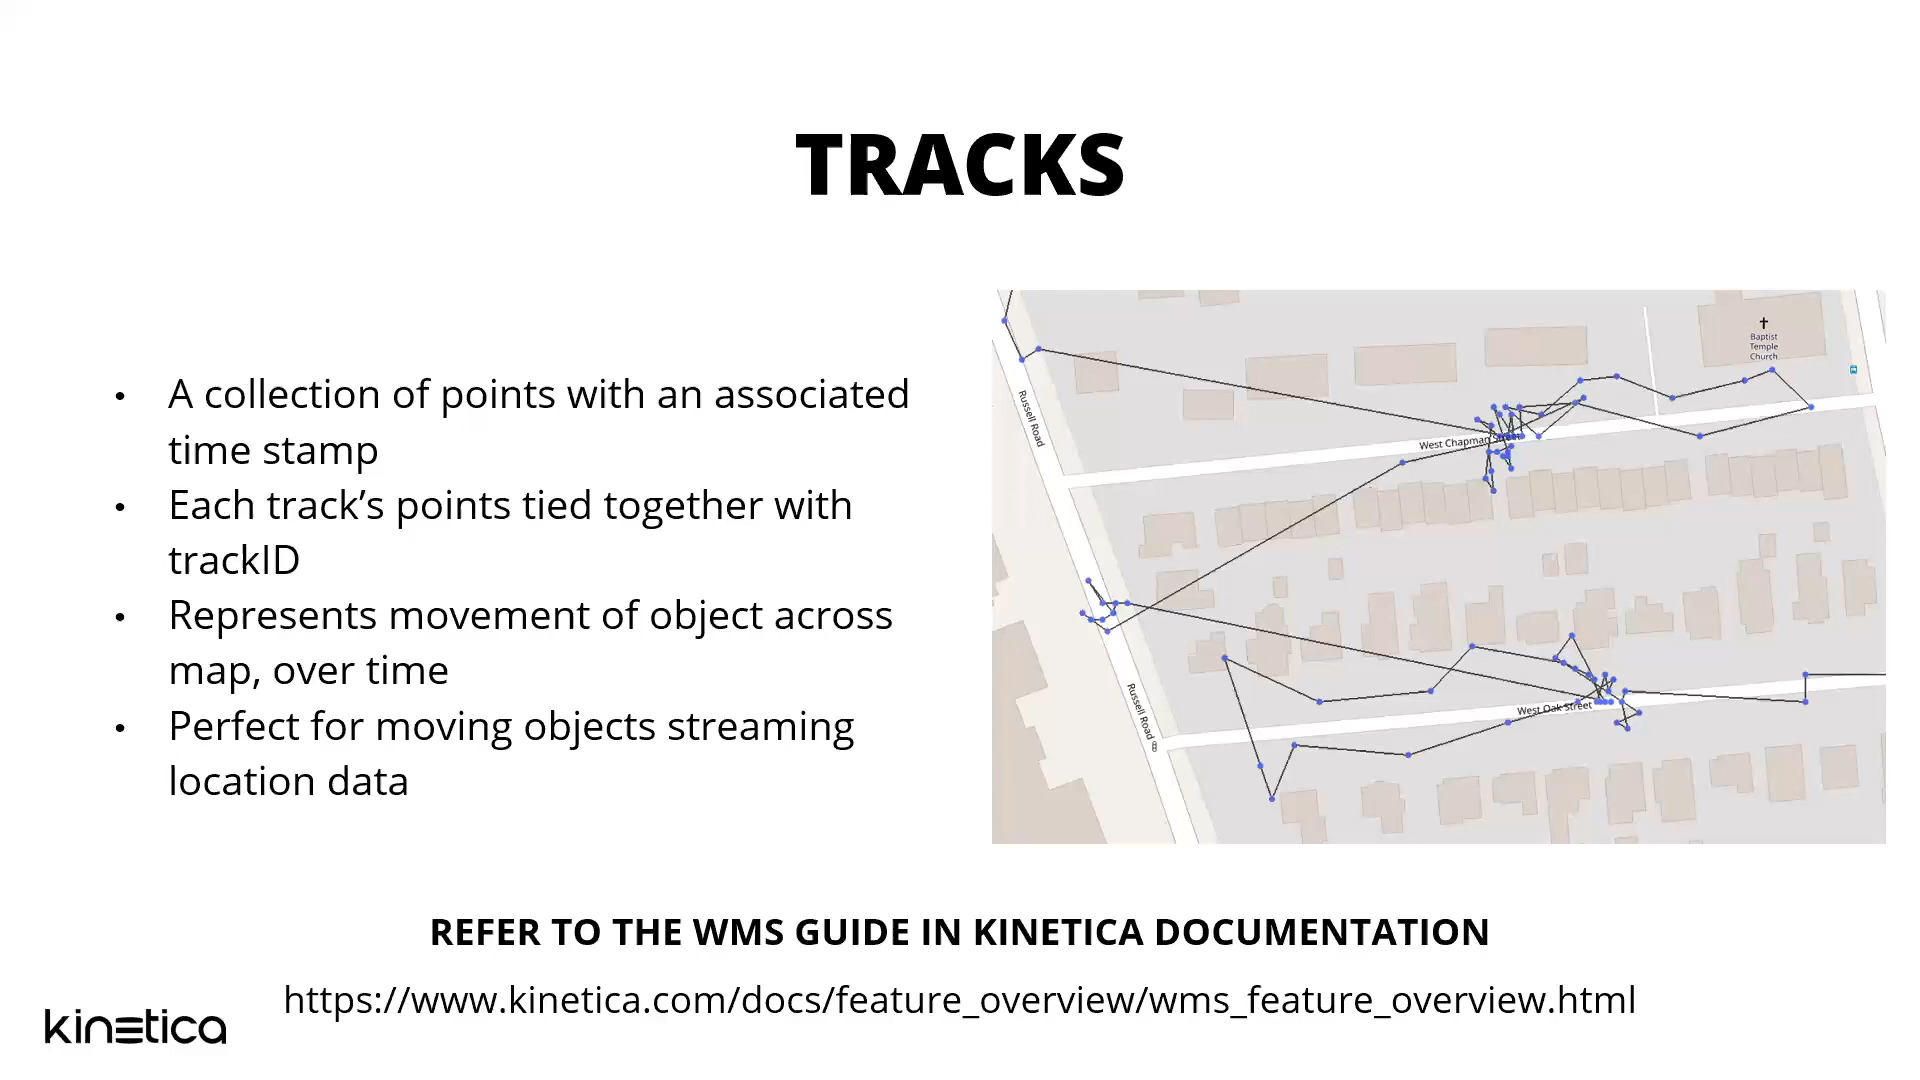 TRACKS
• A collection of points with an associated
time stamp
• Each track’s points tied together with
trackID
• Represents movement of object across
map, over time
• Perfect for moving objects streaming
location data
Baptist
Temple
Church
Russell Road
West Chapman Street
Russell Road
West Oak Street
REFER TO THE WMS GUIDE IN KINETICA DOCUMENTATION
https://www.kinetica.com/docs/feature_overview/wms_feature_overview.html
kinetica